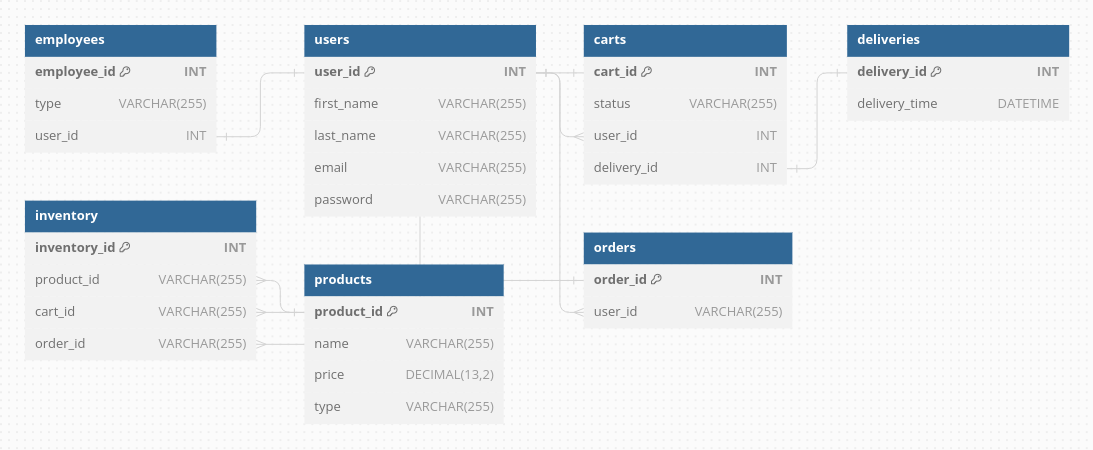 employees
employee_id INT
type VARCHAR(255)
user_id INT
users
user_id INT
first_name VARCHAR(255)
last_name VARCHAR(255)
email VARCHAR(255)
password VARCHAR(255)
carts
cart_id INT
status VARCHAR(255)
user_id INT
delivery_id INT
deliveries
delivery_id INT
delivery_time DATETIME
inventory
inventory_id INT
product_id VARCHAR(255)
cart_id VARCHAR(255)
order_id VARCHAR(255)
products
product_id INT
name VARCHAR(255)
price DECIMAL(13,2)
type VARCHAR(255)
orders
order_id INT
user_id VARCHAR(255)